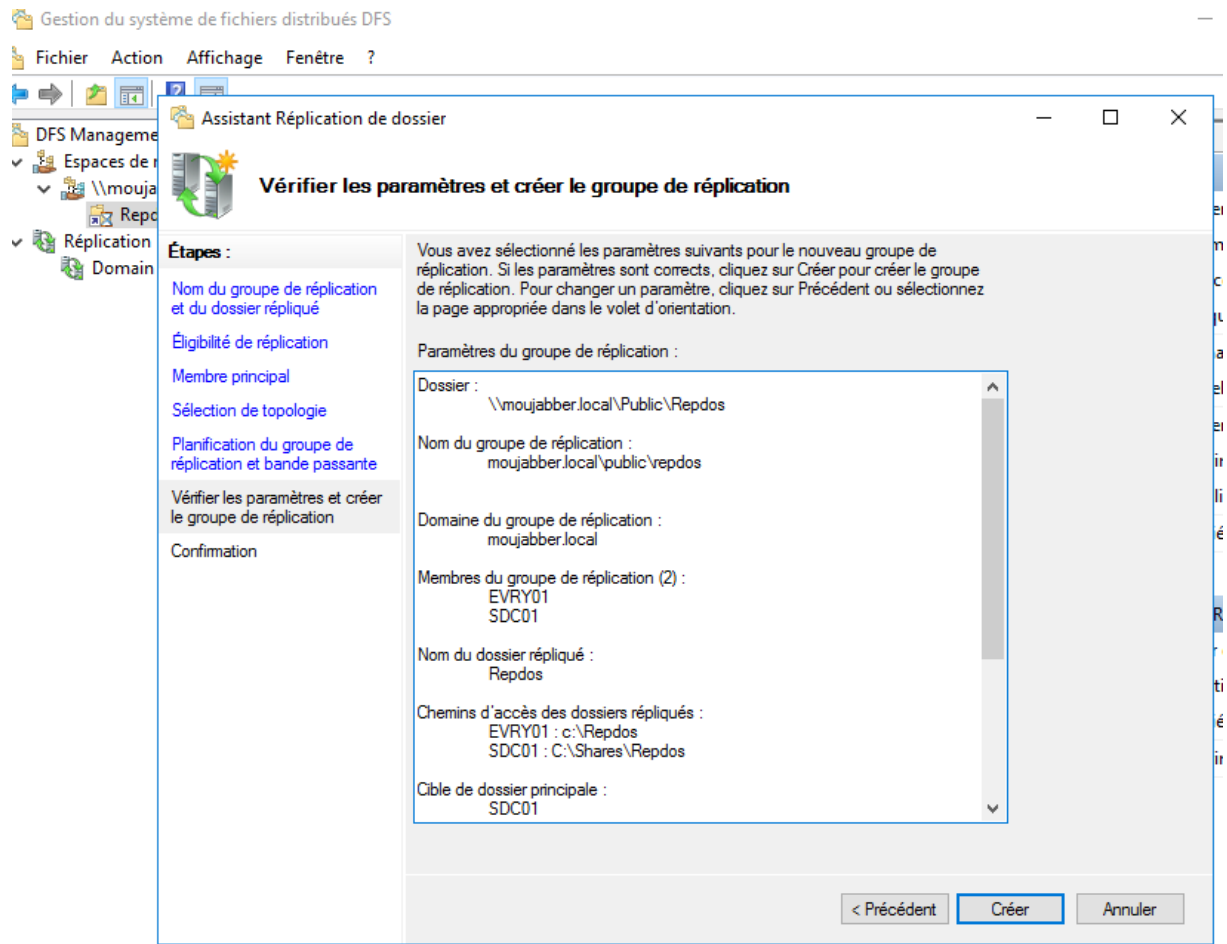 Gestion du système de fichiers distribués DFS
Fichier Action Affichage Fenêtre ?
DFS Manageme
Espaces de r
\\mouja
Repd
Réplication
Domain
Assistant Réplication de dossier
Vérifier les paramètres et créer le groupe de réplication
Étapes :
Nom du groupe de réplication
et du dossier répliqué
Éligibilité de réplication
Membre principal
Sélection de topologie
Planification du groupe de
réplication et bande passante
Vérifier les paramètres et créer
le groupe de réplication
Confirmation
Vous avez sélectionné les paramètres suivants pour le nouveau groupe de
réplication. Si les paramètres sont corrects, cliquez sur Créer pour créer le groupe
de réplication. Pour changer un paramètre, cliquez sur Précédent ou sélectionnez
la page appropriée dans le volet d'orientation.
Paramètres du groupe de réplication :
Dossier :
\\moujabber.local\Public\Repdos
Nom du groupe de réplication :
moujabber.local\public\repdos
Domaine du groupe de réplication :
moujabber.local
Membres du groupe de réplication (2) :
EVRY01
SDC01
Nom du dossier répliqué :
Repdos
Chemins d'accès des dossiers répliqués :
EVRY01 : c:\Repdos
SDC01 : C:\Shares\Repdos
Cible de dossier principale :
SDC01
< Précédent
Créer
Annuler